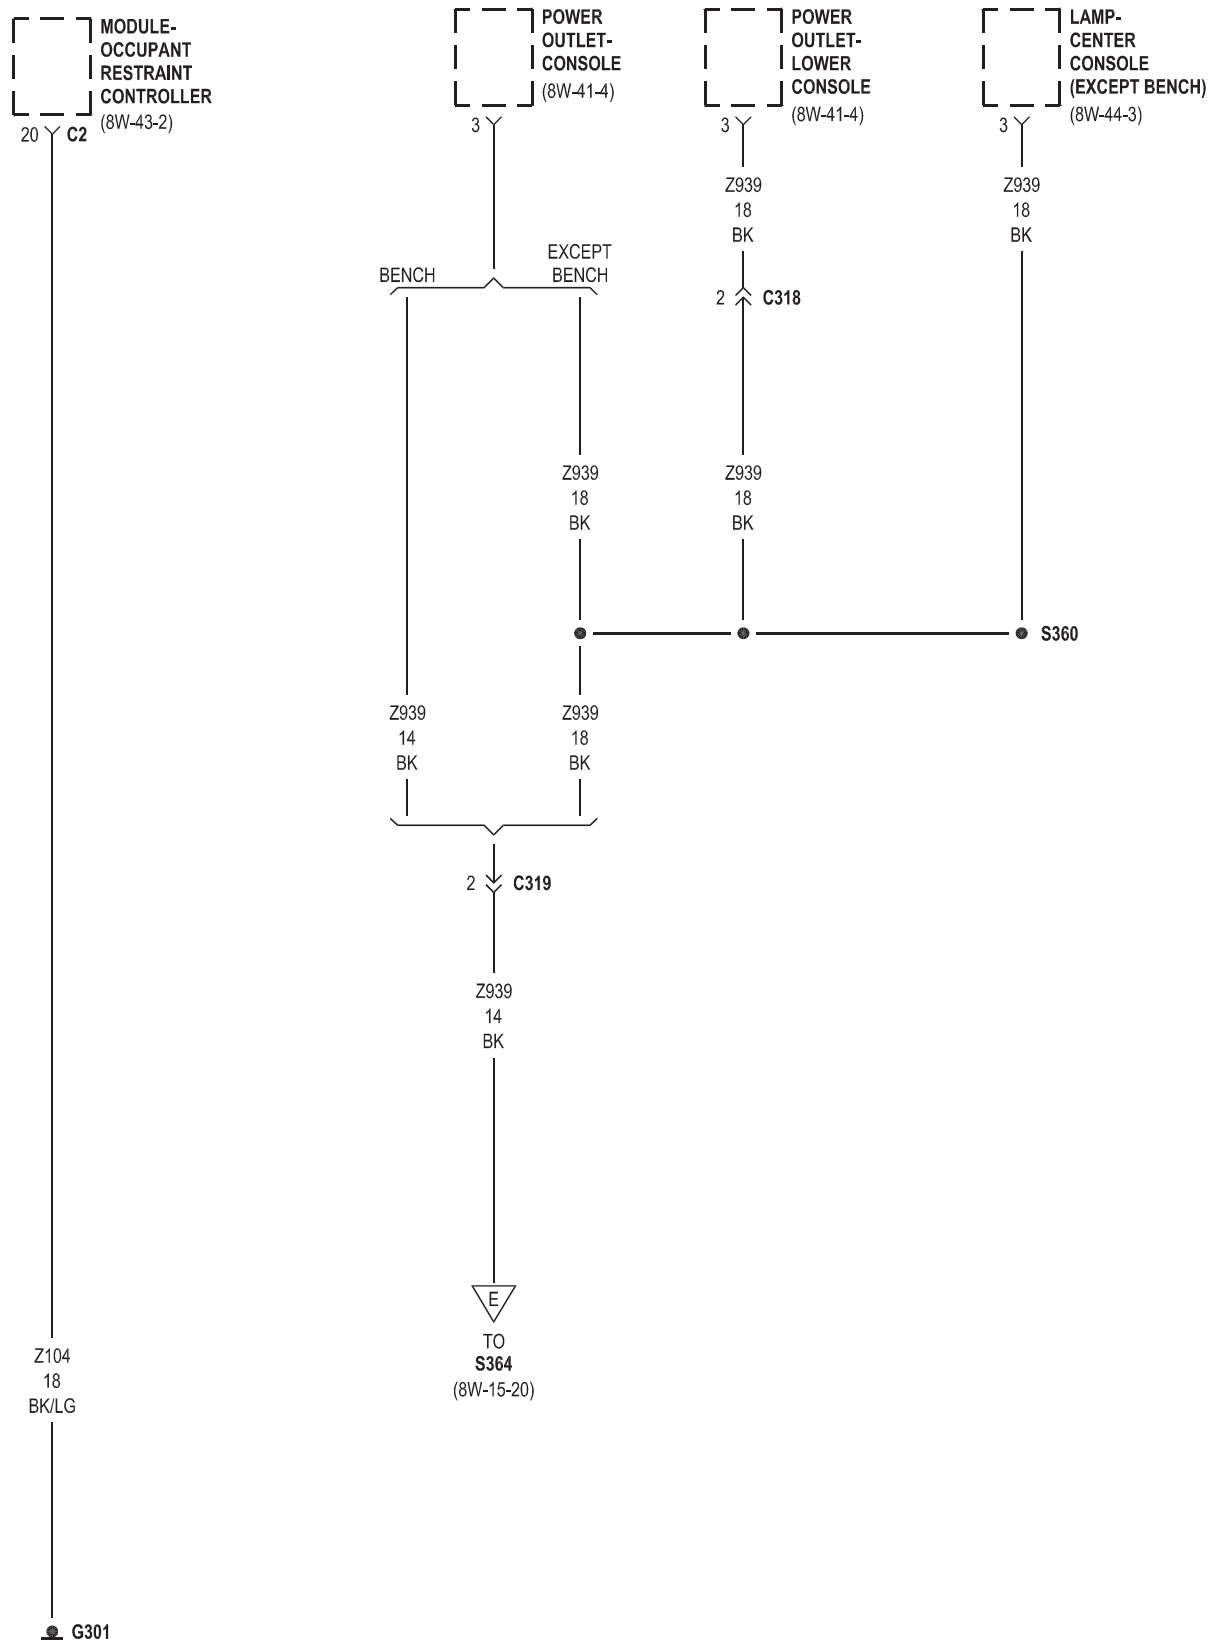 MODULE-
OCCUPANT
RESTRAINT
CONTROLLER
(8W-43-2)
20
C2
POWER
OUTLET-
CONSOLE
(8W-41-4)
3
POWER
OUTLET-
LOWER
CONSOLE
(8W-41-4)
3
LAMP-
CENTER
CONSOLE
(EXCEPT BENCH)
(8W-44-3)
3
Z939
18
BK
Z939
18
BK
BENCH
EXCEPT
BENCH
2
C318
Z939
18
BK
Z939
18
BK
S360
Z939
14
BK
Z939
18
BK
2
C319
Z939
14
BK
E
TO
S364
(8W-15-20)
Z104
18
BK/LG
G301